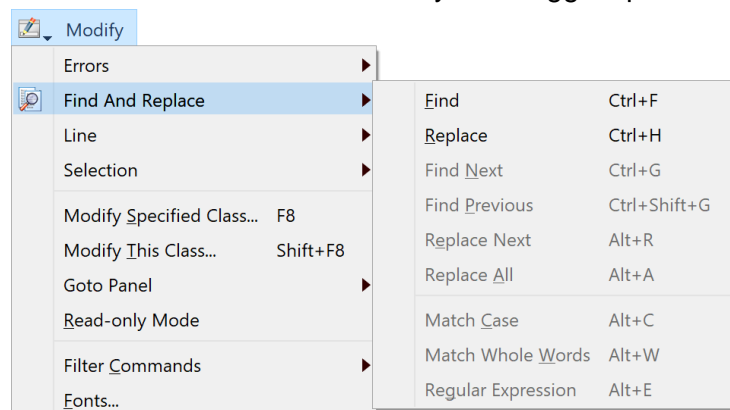 Modify
Errors
Find And Replace
Line
Selection
Modify Specified Class... F8
Modify This Class... Shift+F8
Goto Panel
Read-only Mode
Filter Commands
Fonts...
Find Ctrl+F
Replace Ctrl+H
Find Next Ctrl+G
Find Previous Ctrl+Shift+G
Replace Next Alt+R
Replace All Alt+A
Match Case Alt+C
Match Whole Words Alt+W
Regular Expression Alt+E